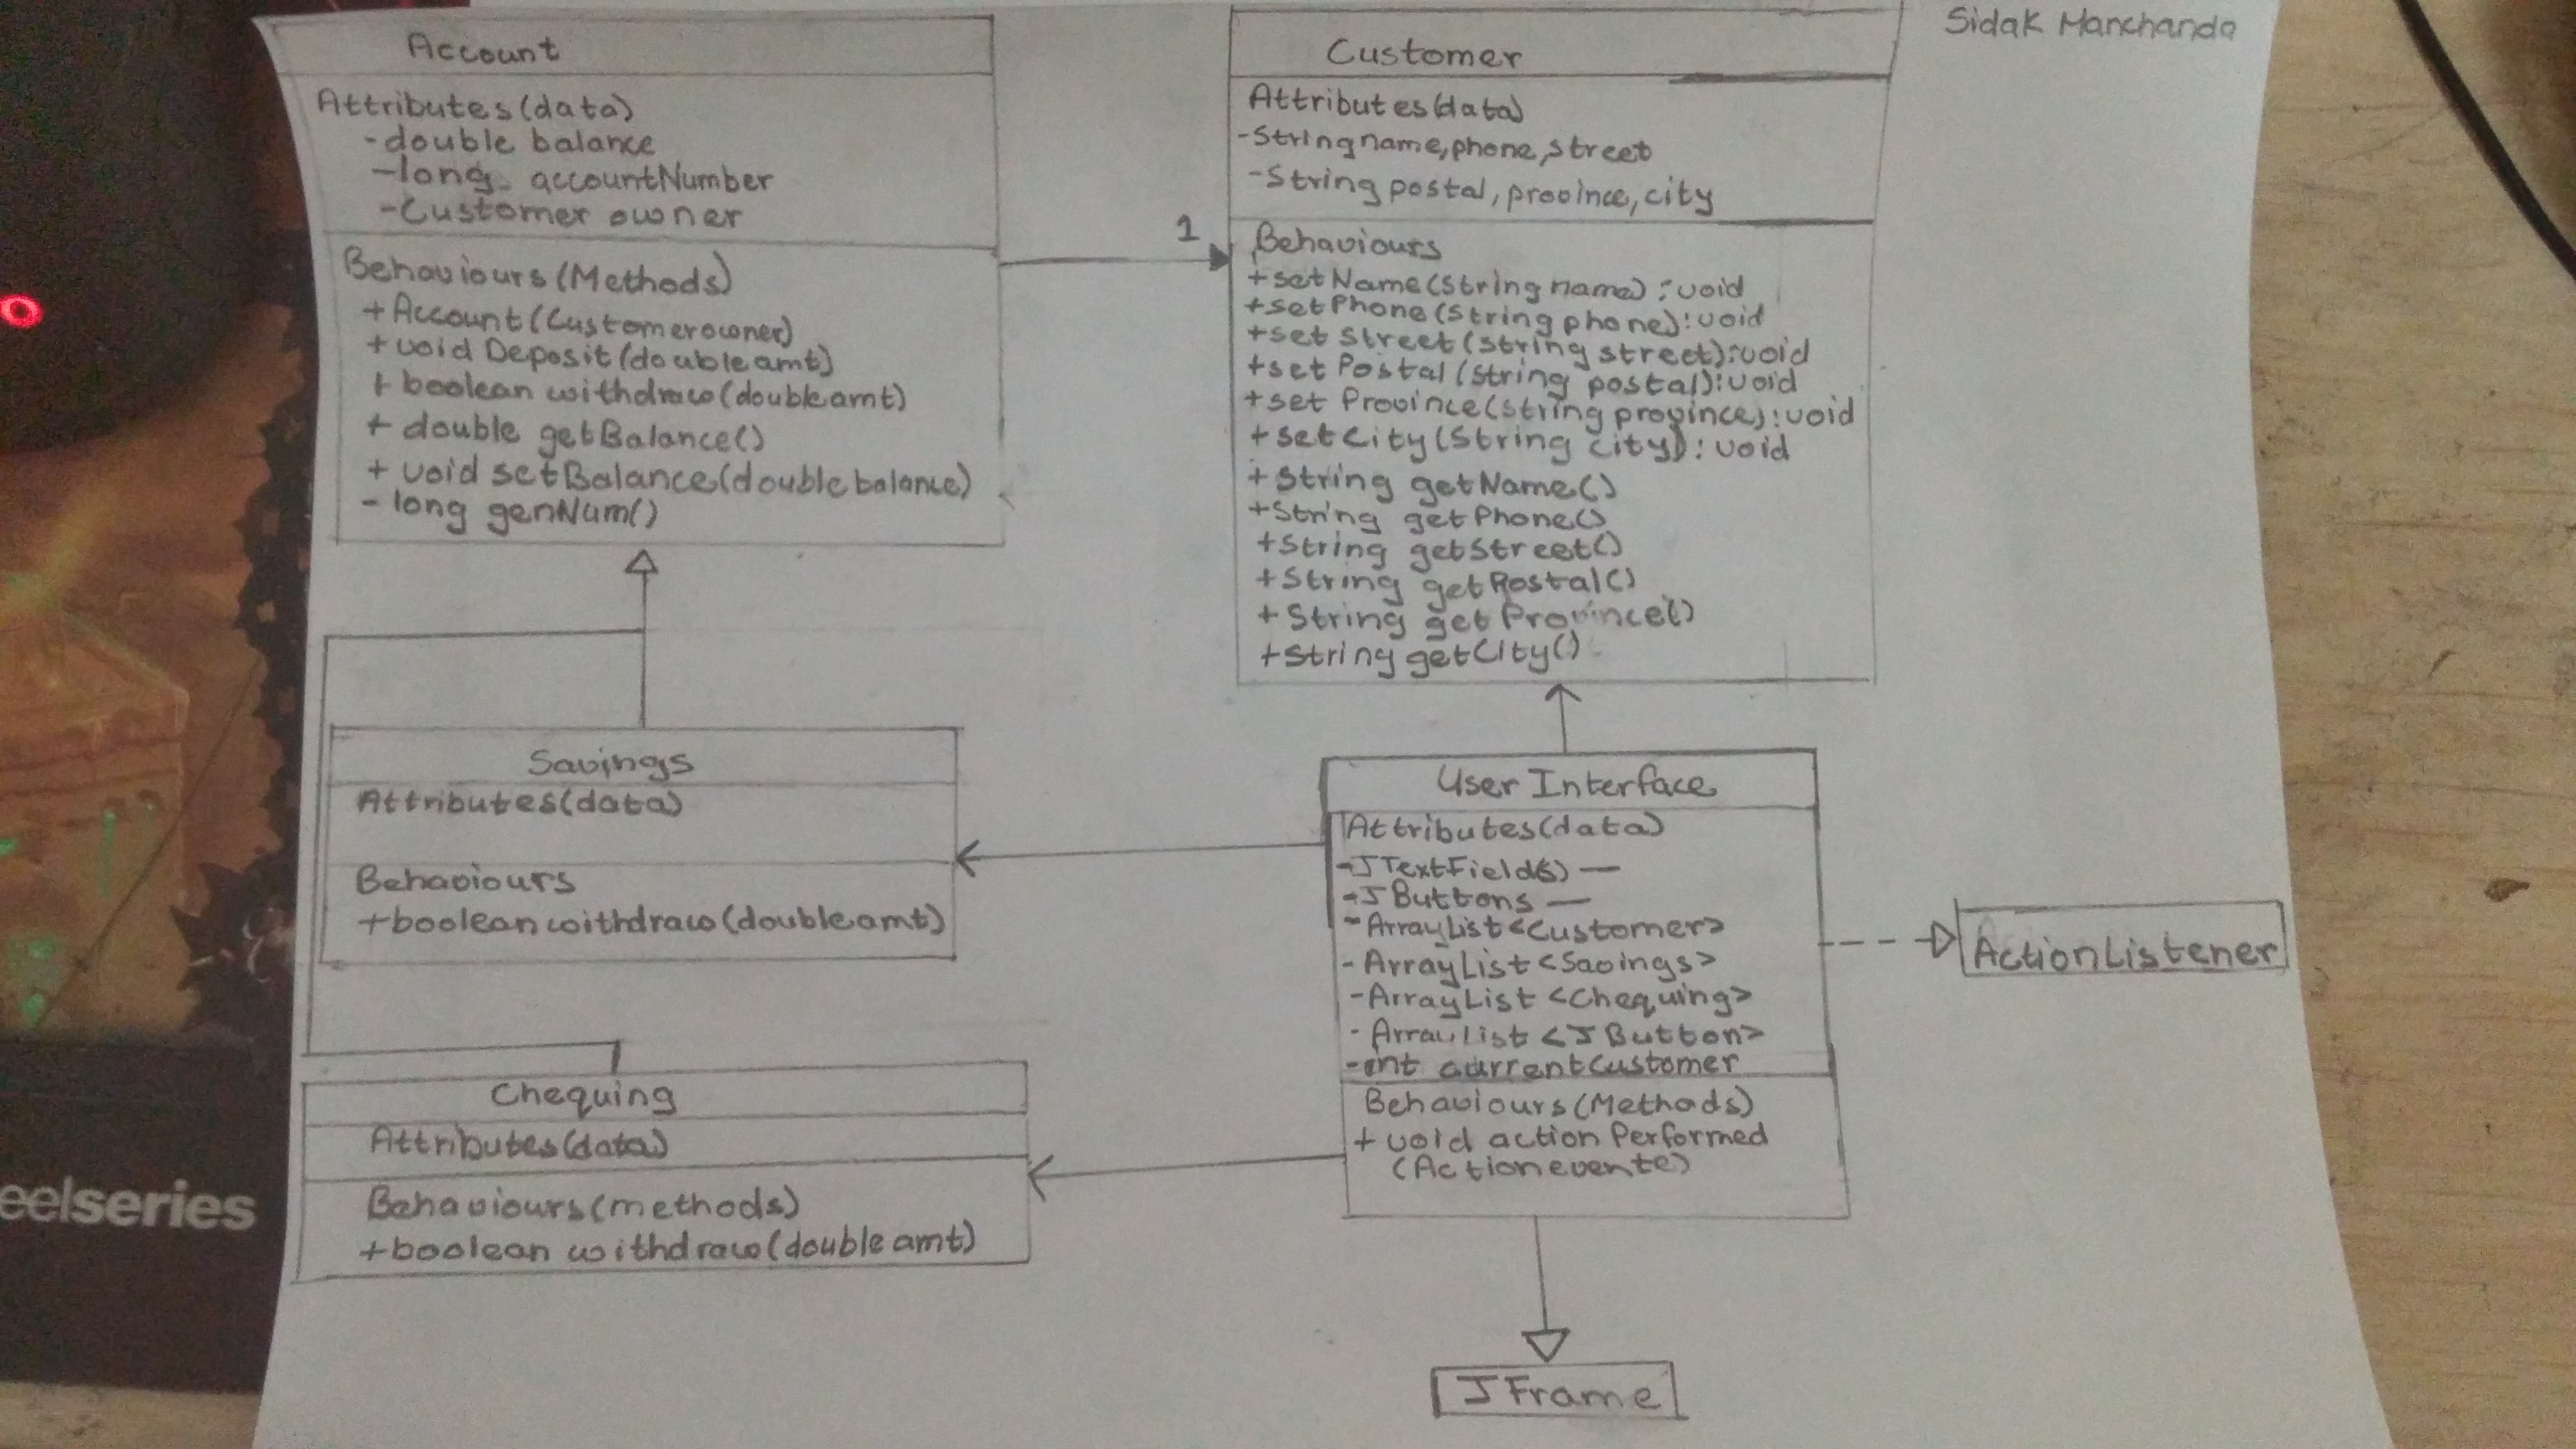 Sidak Manchanda
Account
Attributes(data)
-double balance
-long accountNumber
-Customer owner
Behaviours(Methods)
+Account(Customer owner)
+void Deposit(double amt)
+ boolean withdraw(double amt)
+ double getBalance()
+ void setBalance(double balance)
- long genNum()
1
Customer
Attributes(data)
-String name, phone, street
-String postal, province, city
Behaviours
+setName(String name): void
+setPhone(String phone): void
+set Street(String street): void
+set Postal(String postal): void
+set Province(String province): void
+setCity(String city): void
+String getName()
+String getPhone()
+String getStreet()
+String getPostal()
+String getProvince()
+String getCity()
Savings
Attributes(data)
Behaviours
+boolean withdraw(double amt)
Chequing
Attributes(data)
Behaviours(methods)
+boolean withdraw(double amt)
User Interface
Attributes(data)
-JTextField(s) —
-JButtons —
-ArrayList<Customer>
-ArrayList<Savings>
-ArrayList<Chequing>
-ArrayList<JButton>
-int currentCustomer
Behaviours(Methods)
+ void action Performed
(Actionevente)
ActionListener
JFrame
eelseries